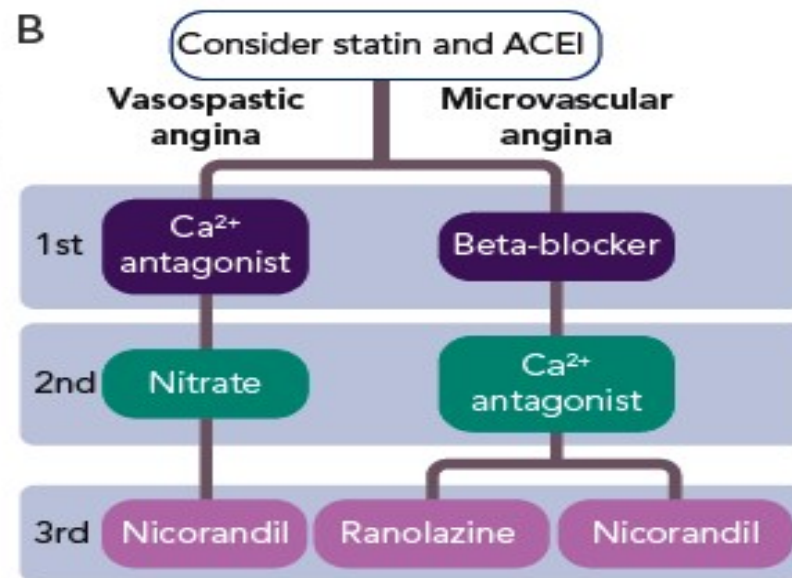 B
Consider statin and ACEI
Vasospastic
angina
Microvascular
angina
1st
Ca²⁺
antagonist
Beta-blocker
2nd
Nitrate
Ca²⁺
antagonist
3rd
Nicorandil
Ranolazine
Nicorandil